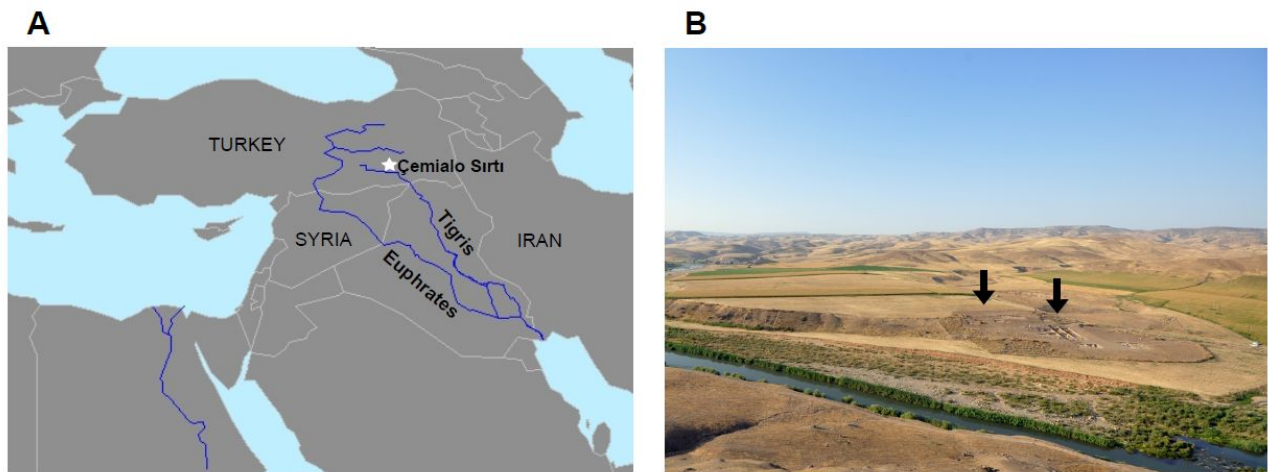 A
B
TURKEY
Çemialo Sırtı
SYRIA
Tigris
IRAN
Euphrates